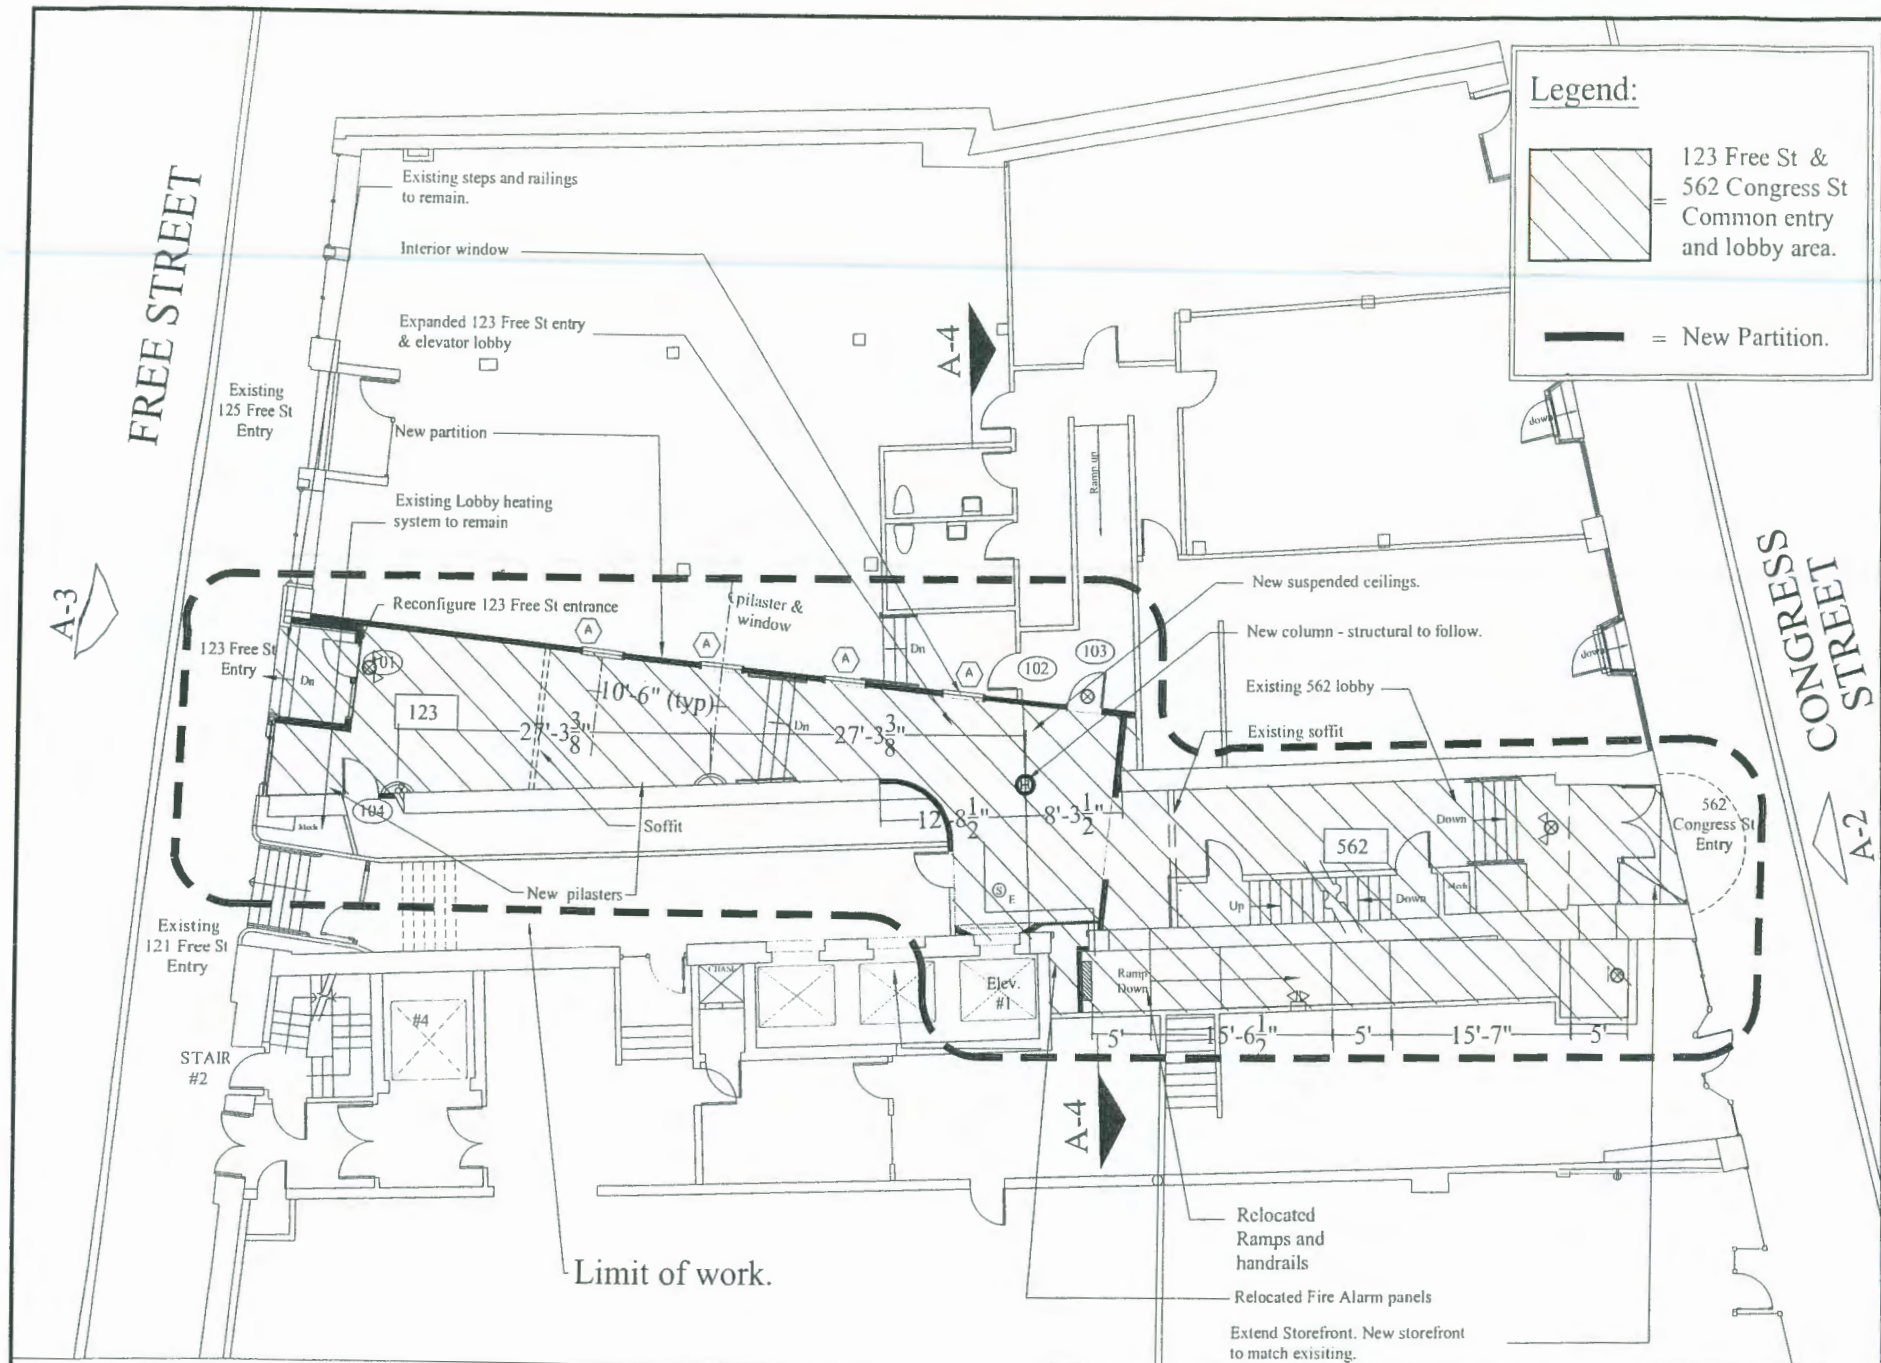 Legend:
123 Free St &
562 Congress St
= Common entry
and lobby area.
= New Partition.
FREE STREET
CONGRESS
STREET
Existing steps and railings
to remain.
Interior window
Expanded 123 Free St entry
& elevator lobby
A-4
Existing
125 Free St
Entry
New partition
Existing Lobby heating
system to remain
Ramp up
down
A-3
Reconfigure 123 Free St entrance
pilaster &
window
New suspended ceilings.
New column - structural to follow.
Existing 562 lobby
Existing soffit
down
123 Free St
Entry
Dn
101
123
A
A
A
A
Dn
102
103
10'-6" (typ)
27'-3 3/8"
Dn
27'-3 3/8"
12'-8 1/2"
8'-3 1/2"
104
Mech
Soffit
New pilasters
S
E
562
Down
Up
Down
Mech
562
Congress St
Entry
A-2
Existing
121 Free St
Entry
CHASE
Elev.
#1
Ramp
Down
#4
STAIR
#2
5'
15'-6 1/2"
5'
15'-7"
5'
A-4
Limit of work.
Relocated
Ramps and
handrails
Relocated Fire Alarm panels
Extend Storefront. New storefront
to match exisiting.